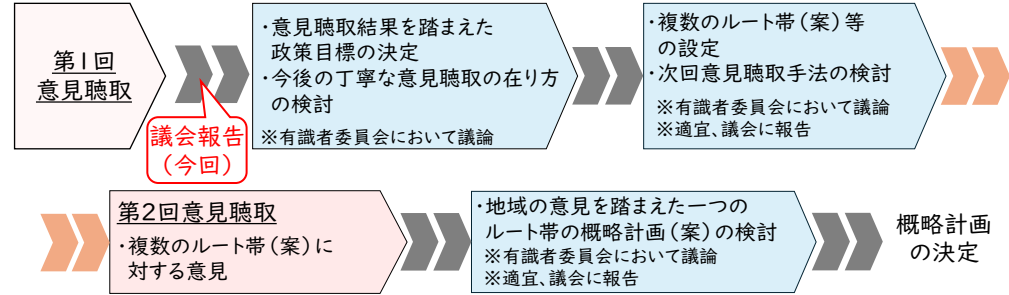 第1回
意見聴取
議会報告
(今回)
・意見聴取結果を踏まえた
政策目標の決定
・今後の丁寧な意見聴取の在り方
の検討
※有識者委員会において議論
・複数のルート帯(案)等
の設定
・次回意見聴取手法の検討
※有識者委員会において議論
※適宜、議会に報告
第2回意見聴取
・複数のルート帯(案)に
対する意見
・地域の意見を踏まえた一つの
ルート帯の概略計画(案)の検討
※有識者委員会において議論
※適宜、議会に報告
概略計画
の決定